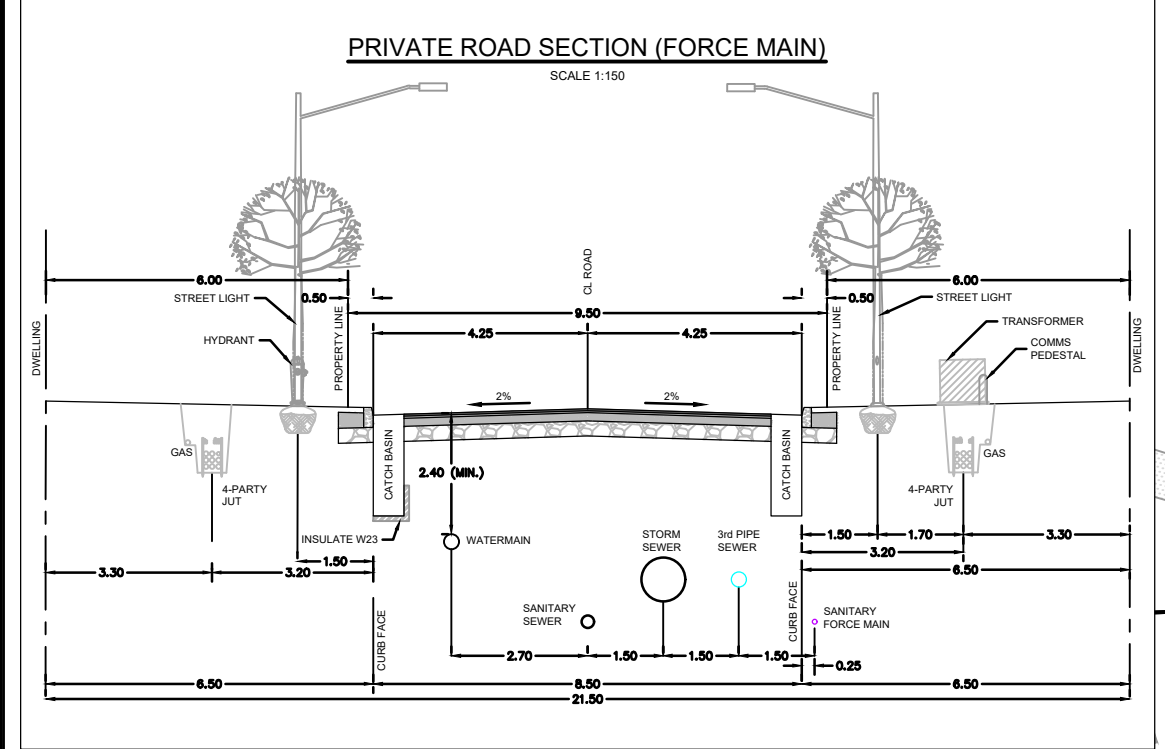 PRIVATE ROAD SECTION (FORCE MAIN)
SCALE 1:150
CL ROAD
6.00
6.00
STREET LIGHT
0.50
0.50
STREET LIGHT
9.50
TRANSFORMER
HYDRANT
4.25
4.25
COMMS
PEDESTAL
DWELLING
PROPERTY LINE
PROPERTY LINE
DWELLING
2%
2%
GAS
CATCH BASIN
2.40 (MIN.)
CATCH BASIN
GAS
4-PARTY
JUT
4-PARTY
JUT
INSULATE W23
WATERMAIN
STORM
SEWER
3rd PIPE
SEWER
1.50
1.70
3.30
3.20
1.50
3.30
3.20
6.50
SANITARY
SEWER
CURB FACE
SANITARY
FORCE MAIN
CURB FACE
2.70
1.50
1.50
1.50
0.25
6.50
8.50
6.50
21.50